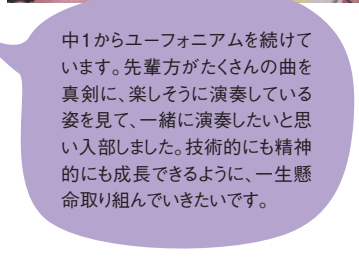 中1からユーフォニアムを続けて
います。先輩方がたくさんの曲を
真剣に、楽しそうに演奏している
姿を見て、一緒に演奏したいと思
い入部しました。技術的にも精神
的にも成長できるように、一生懸
命取り組んでいきたいです。